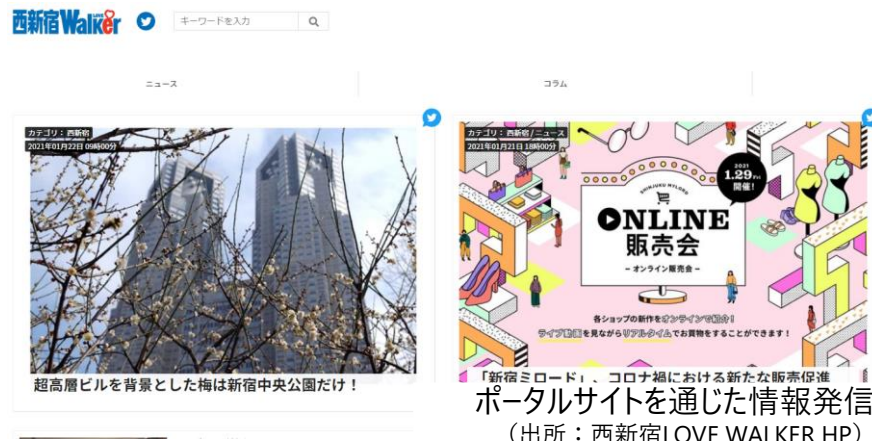 西新宿Walker
キーワードを入力
ニュース
コラム
カテゴリ：西新宿
2021年01月22日 09時00分
超高層ビルを背景とした梅は新宿中央公園だけ！
カテゴリ：西新宿 / ニュース
2021年01月21日 18時00分
2021
1.29 Fri
開催！
SHINJUKU MYLORD
ONLINE
販売会
- オンライン販売会 -
各ショップの新作をオンラインで紹介！
ライブ動画を見ながらリアルタイムでお買物をすることができます！
「新宿ミロード」、コロナ禍における新たな販売促進
ポータルサイトを通じた情報発信
（出所：西新宿LOVE WALKER HP）